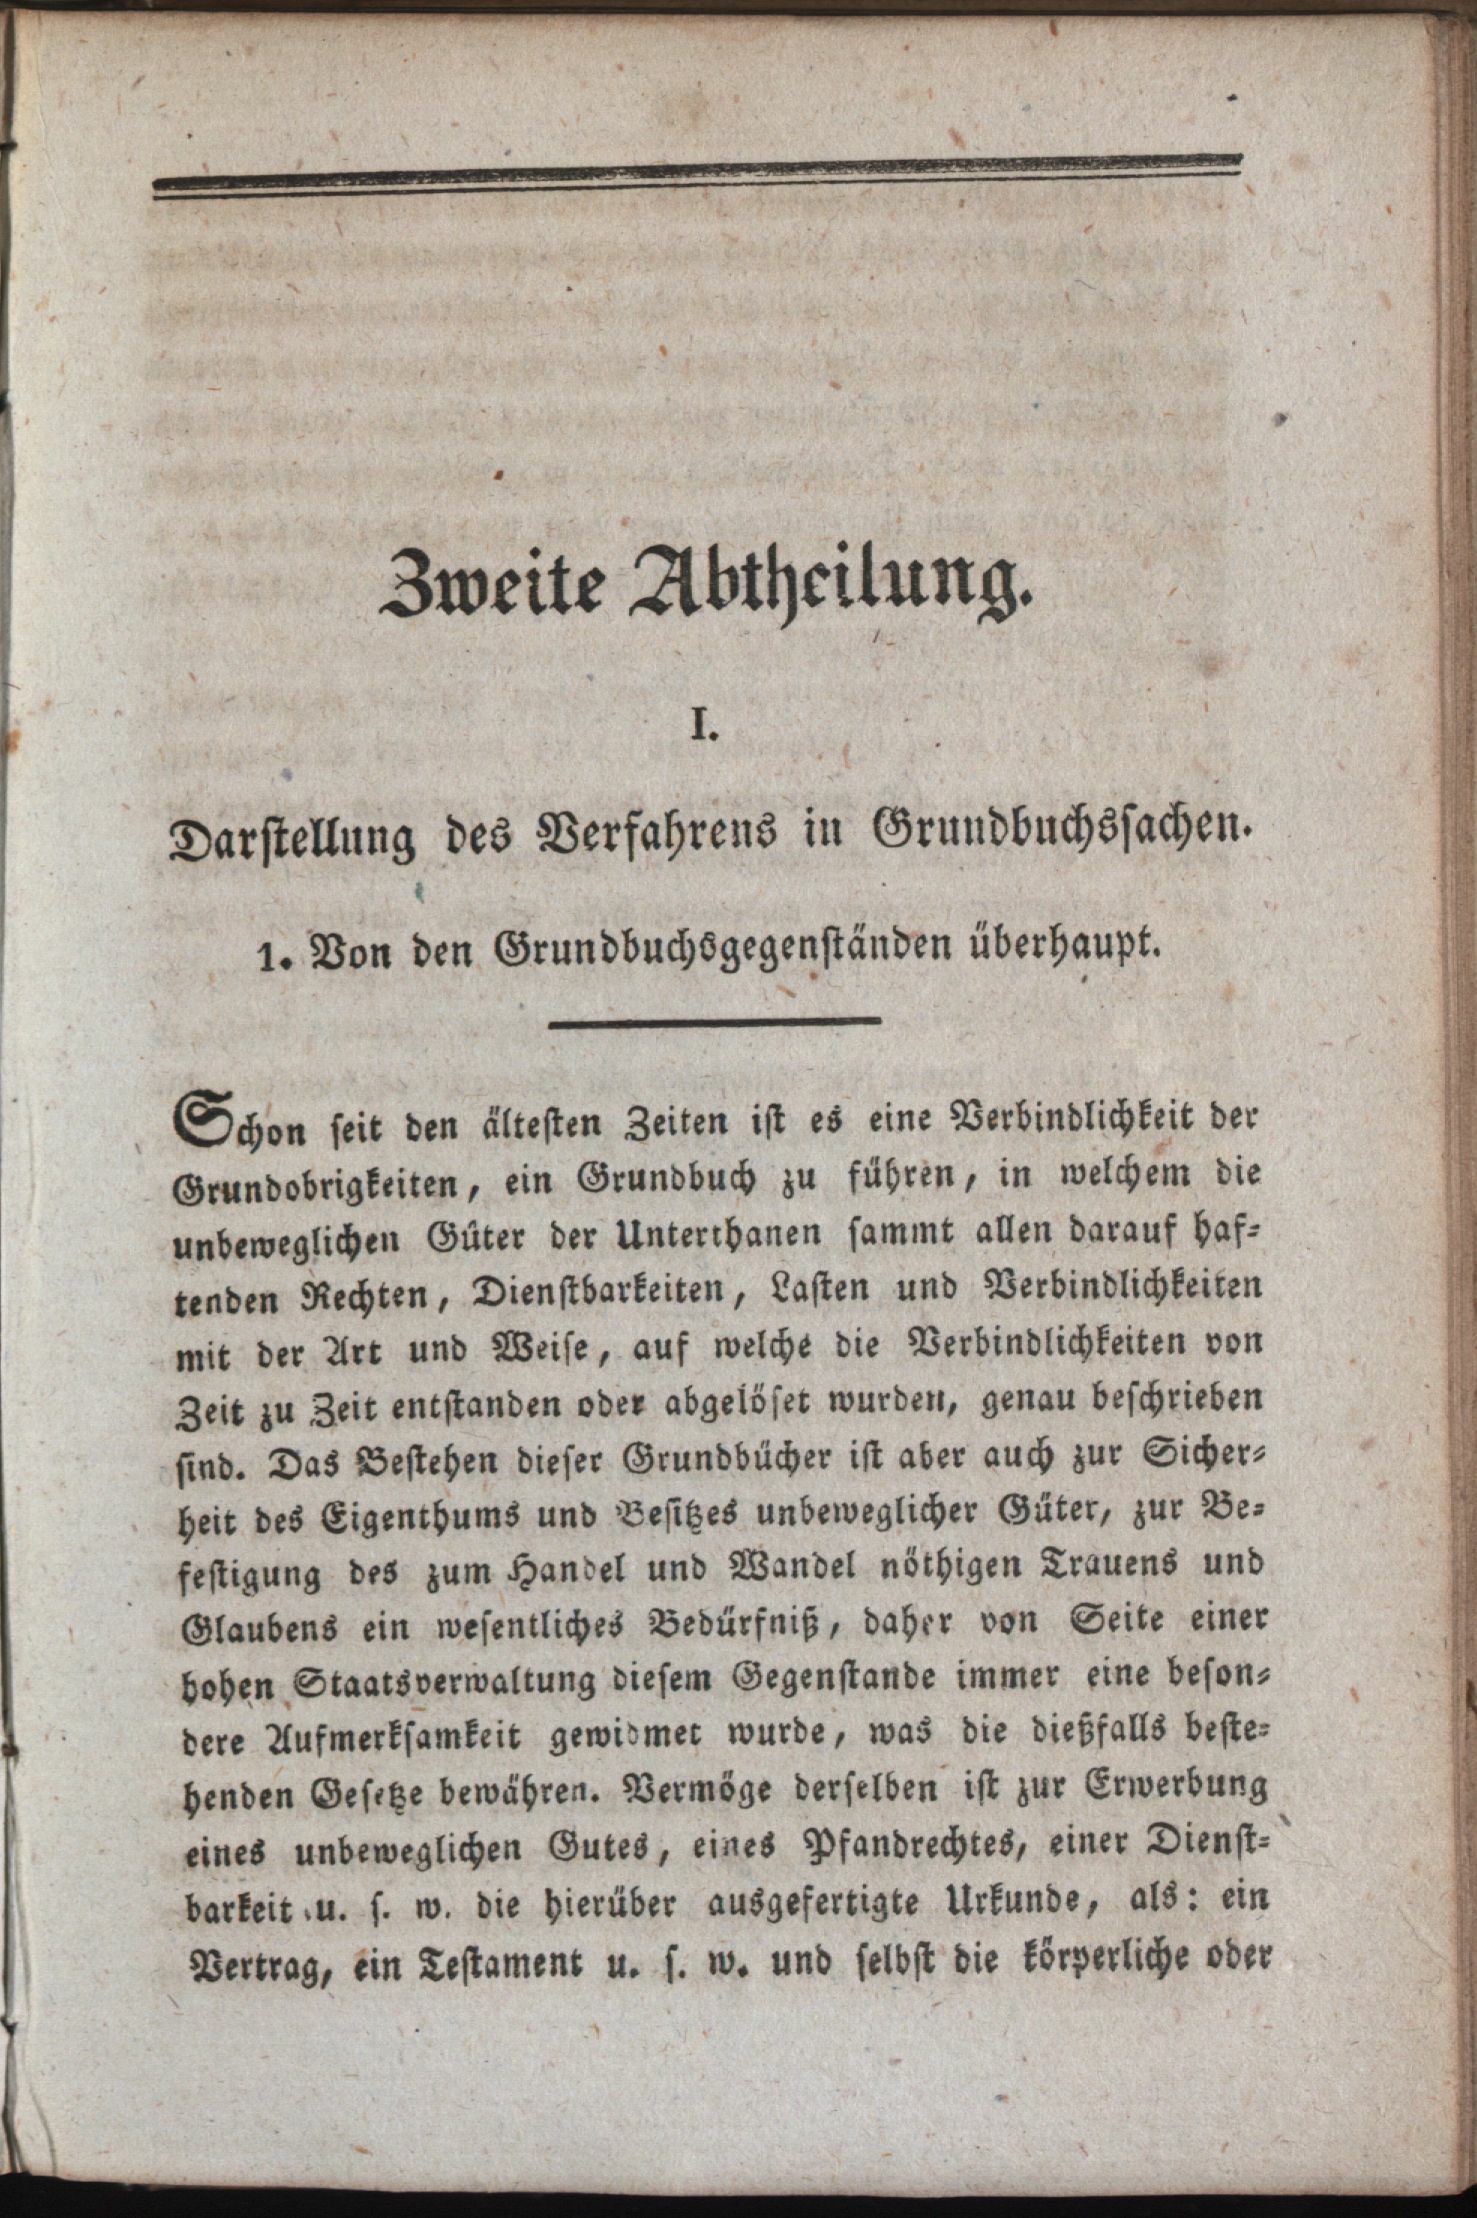 Zweite Abtheilung.
I.
Darstellung des Verfahrens in Grundbuchssachen.
1. Von den Grundbuchsgegenständen überhaupt.
Schon seit den ältesten Zeiten ist es eine Verbindlichkeit der
Grundobrigkeiten, ein Grundbuch zu führen, in welchem die
unbeweglichen Güter der Unterthanen sammt allen darauf haf-
tenden Rechten, Dienstbarkeiten, Lasten und Verbindlichkeiten
mit der Art und Weise, auf welche die Verbindlichkeiten von
Zeit zu Zeit entstanden oder abgelöset wurden, genau beschrieben
sind. Das Bestehen dieser Grundbücher ist aber auch zur Sicher-
heit des Eigenthums und Besitzes unbeweglicher Güter, zur Be-
festigung des zum Handel und Wandel nöthigen Trauens und
Glaubens ein wesentliches Bedürfniß, daher von Seite einer
hohen Staatsverwaltung diesem Gegenstande immer eine beson-
dere Aufmerksamkeit gewidmet wurde, was die dießfalls beste-
henden Gesetze bewähren. Vermöge derselben ist zur Erwerbung
eines unbeweglichen Gutes, eines Pfandrechtes, einer Dienst-
barkeit u. s. w. die hierüber ausgefertigte Urkunde, als: ein
Vertrag, ein Testament u. s. w. und selbst die körperliche oder